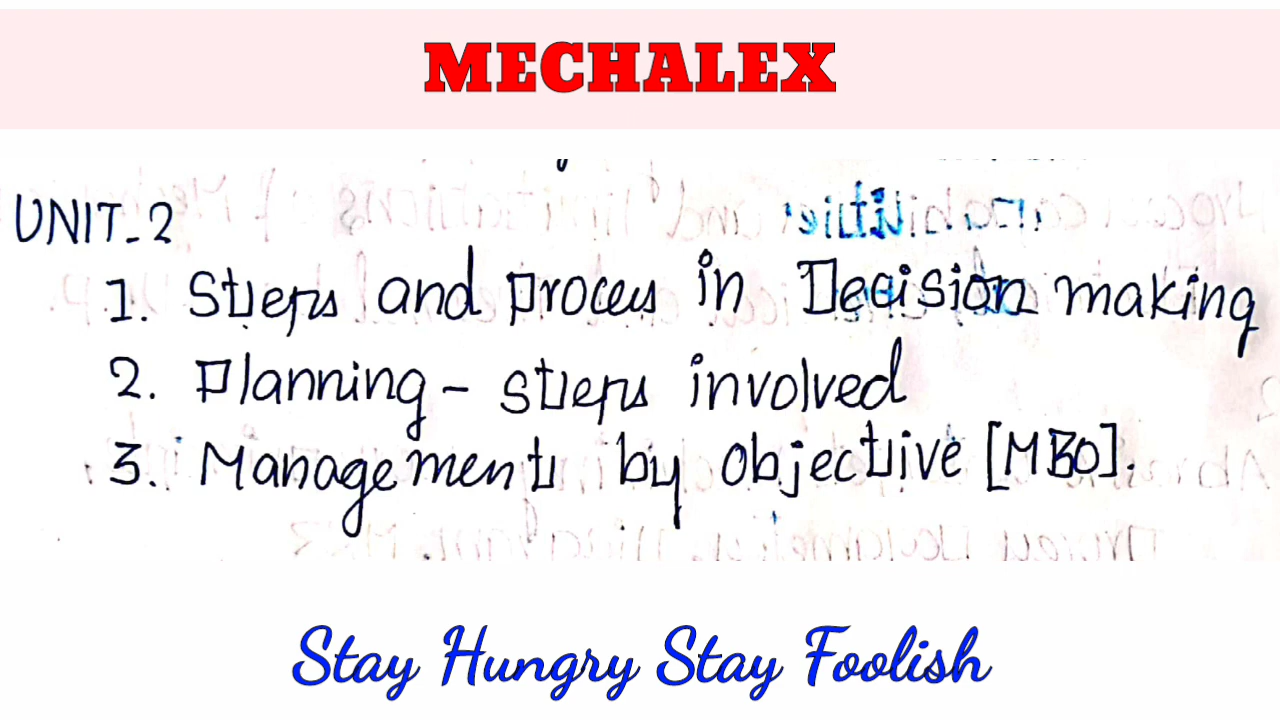 MECHALEX
UNIT-2
1. Steps and process in Decision making
2. Planning - steps involved
3. Management by objective [MBO].
Stay Hungry Stay Foolish